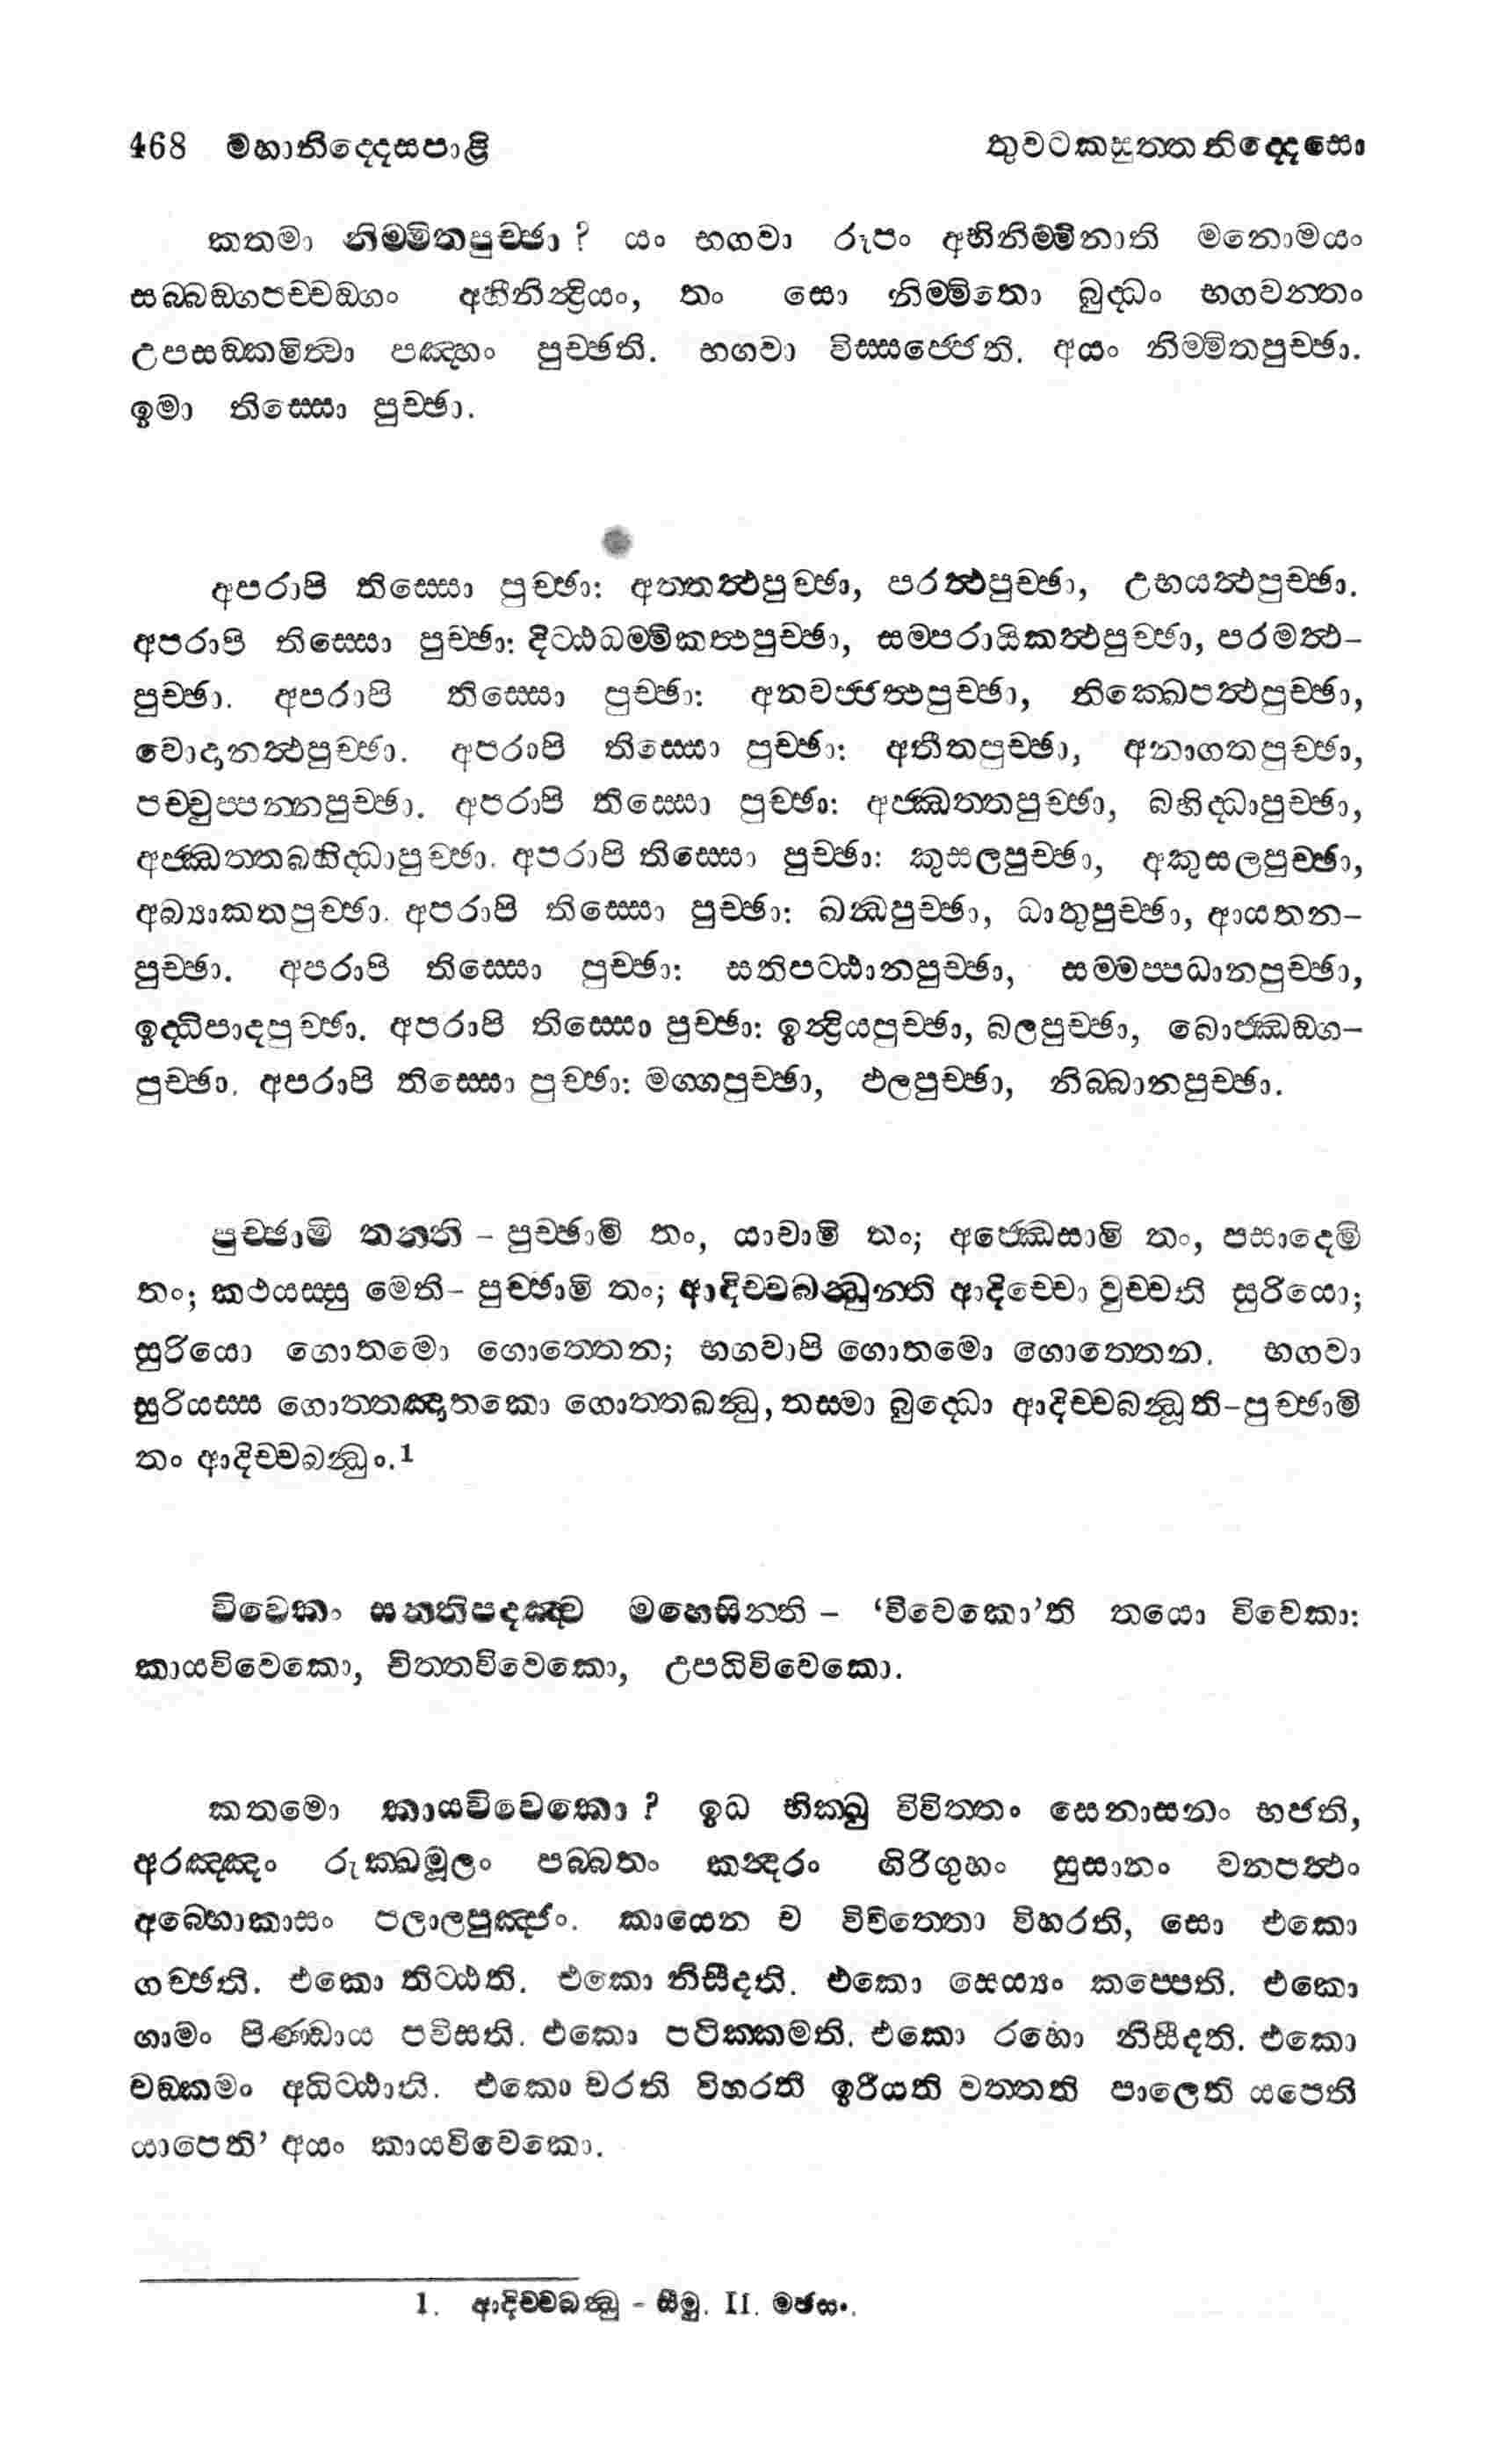 468 මහානිද්දෙසපාළි තුවටකසුත්තනිද්දෙසො
කතමා නිම්මිතපුච්ඡා? යං භගවා රූපං අභිනිම්මිනාති මනොමයං
සබ්බඞ්ගපච්චඞ්ගං අහීනින්ද්‍රියං, තං සො නිම්මිතො බුද්ධං භගවන්තං
උපසඞ්කමිත්වා පඤ්හං පුච්ඡති. භගවා විස්සජ්ජෙති. අයං නිම්මිතපුච්ඡා.
ඉමා තිස්සො පුච්ඡා.
අපරාපි තිස්සො පුච්ඡා: අත්තත්ථපුච්ඡා, පරත්ථපුච්ඡා, උභයත්ථපුච්ඡා.
අපරාපි තිස්සො පුච්ඡා: දිට්ඨධම්මිකත්ථපුච්ඡා, සම්පරායිකත්ථපුච්ඡා, පරමත්ථ-
පුච්ඡා. අපරාපි තිස්සො පුච්ඡා: අනවජ්ජත්ථපුච්ඡා, නික්ඛෙපත්ථපුච්ඡා,
වොදානත්ථපුච්ඡා. අපරාපි තිස්සො පුච්ඡා: අතීතපුච්ඡා, අනාගතපුච්ඡා,
පච්චුප්පන්නපුච්ඡා. අපරාපි තිස්සො පුච්ඡා: අජ්ඣත්තපුච්ඡා, බහිද්ධාපුච්ඡා,
අජ්ඣත්තබහිද්ධාපුච්ඡා. අපරාපි තිස්සො පුච්ඡා: කුසලපුච්ඡා, අකුසලපුච්ඡා,
අබ්‍යාකතපුච්ඡා. අපරාපි තිස්සො පුච්ඡා: ඛන්ධපුච්ඡා, ධාතුපුච්ඡා, ආයතන-
පුච්ඡා. අපරාපි තිස්සො පුච්ඡා: සතිපට්ඨානපුච්ඡා, සම්මප්පධානපුච්ඡා,
ඉද්ධිපාදපුච්ඡා. අපරාපි තිස්සො පුච්ඡා: ඉන්ද්‍රියපුච්ඡා, බලපුච්ඡා, බොජ්ඣඞ්ග-
පුච්ඡා. අපරාපි තිස්සො පුච්ඡා: මග්ගපුච්ඡා, ඵලපුච්ඡා, නිබ්බානපුච්ඡා.
පුච්ඡාමි තන්ති - පුච්ඡාමි තං, යාචාමි තං; අජ්ඣෙසාමි තං, පසාදෙමි
තං; කථයස්සු මෙති- පුච්ඡාමි තං; ආදිච්චබන්ධුන්ති ආදිච්චො වුච්චති සුරියො;
සුරියො ගොතමො ගොත්තෙන; භගවාපි ගොතමො ගොත්තෙන. භගවා
සුරියස්ස ගොත්තඤාතකො ගොත්තබන්ධු, තස්මා බුද්ධො ආදිච්චබන්ධූති-පුච්ඡාමි
තං ආදිච්චබන්ධුං.1
විවෙකං සන්තිපදඤ්ච මහෙසින්ති - ‘විවෙකො’ති තයො විවෙකා:
කායවිවෙකො, චිත්තවිවෙකො, උපධිවිවෙකො.
කතමො කායවිවෙකො? ඉධ භික්ඛු විවිත්තං සෙනාසනං භජති,
අරඤ්ඤං රුක්ඛමූලං පබ්බතං කන්දරං ගිරිගුහං සුසානං වනපත්ථං
අබ්භොකාසං පලාලපුඤ්ජං. කායෙන ච විවිත්තො විහරති, සො එකො
ගච්ඡති. එකො තිට්ඨති. එකො නිසීදති. එකො සෙය්‍යං කප්පෙති. එකො
ගාමං පිණ්ඩාය පවිසති. එකො පටික්කමති. එකො රහො නිසීදති. එකො
චඞ්කමං අධිට්ඨාති. එකො චරති විහරති ඉරීයති වත්තති පාලෙති යපෙති
යාපෙති’ අයං කායවිවෙකො.
1. ආදිච්චබන්ධු - සීමු. II. මජසං.